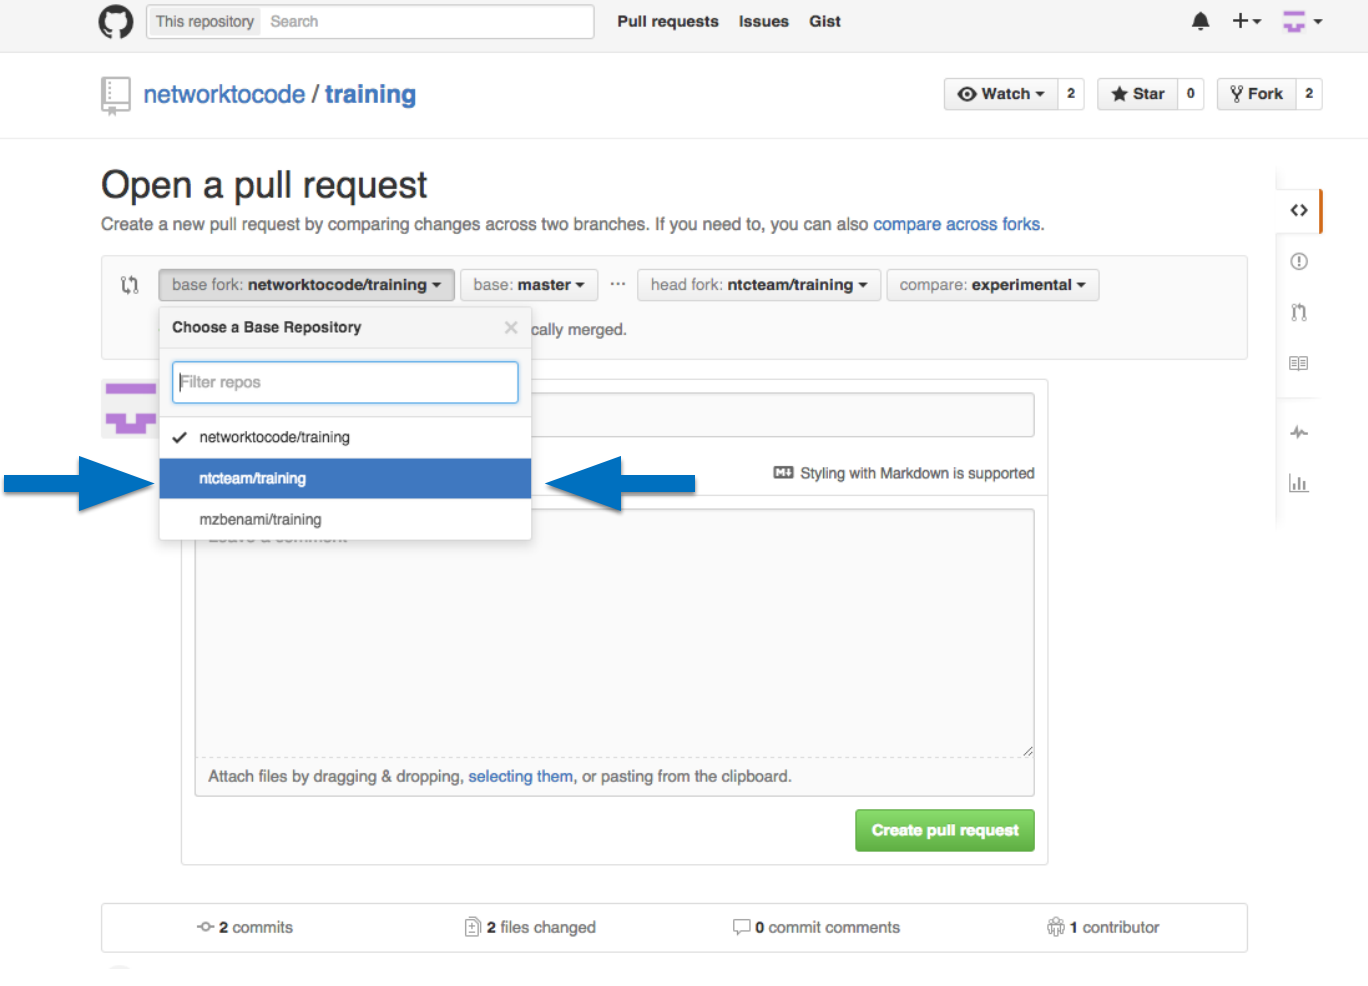 This repository Search Pull requests Issues Gist
networktocode / training Watch 2 Star 0 Fork 2
Open a pull request
Create a new pull request by comparing changes across two branches. If you need to, you can also compare across forks.
base fork: networktocode/training base: master ... head fork: ntcteam/training compare: experimental
Choose a Base Repository
cally merged.
Filter repos
networktocode/training
Styling with Markdown is supported
ntcteam/training
mzbenami/training
Leave a comment
Attach files by dragging & dropping, selecting them, or pasting from the clipboard.
Create pull request
2 commits 2 files changed 0 commit comments 1 contributor